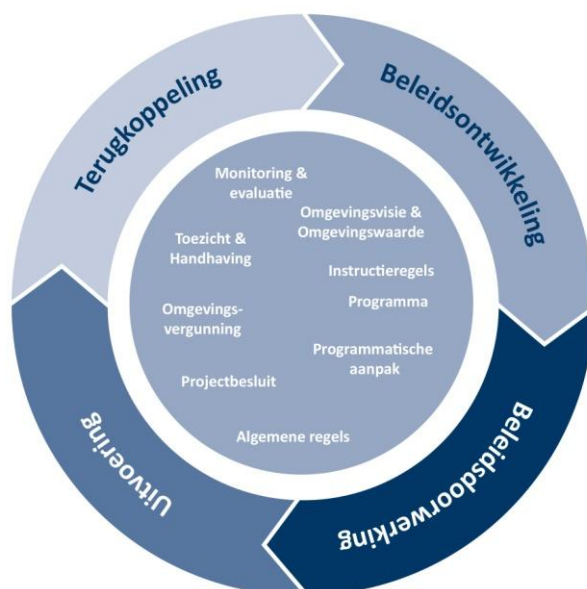 Terugkoppeling
Beleidsontwikkeling
Monitoring &
evaluatie
Omgevingsvisie &
Omgevingswaarde
Toezicht &
Handhaving
Instructieregels
Programma
Omgevings-
vergunning
Programmatische
aanpak
Projectbesluit
Algemene regels
Uitvoering
Beleidsdoorwerking